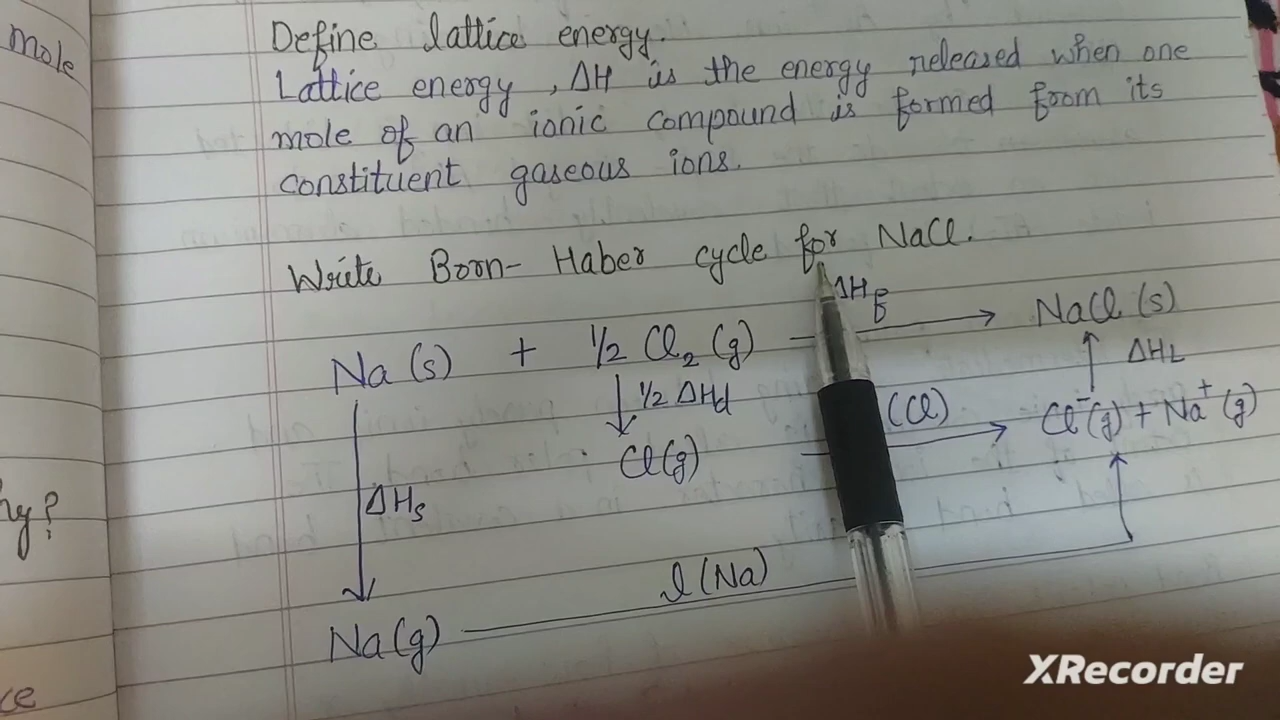 mole
Define lattice energy.
Lattice energy, ΔH is the energy released when one
mole of an ionic compound is formed from its
constituent gaseous ions.
Write Born-Haber cycle for NaCl.
Na(s) + 1/2 Cl₂(g) ΔHf NaCl(s)
1/2 ΔHd
ΔHL
Cl(g) (Cl) Cl⁻(g) + Na⁺(g)
ΔHs
I(Na)
Na(g)
XRecorder